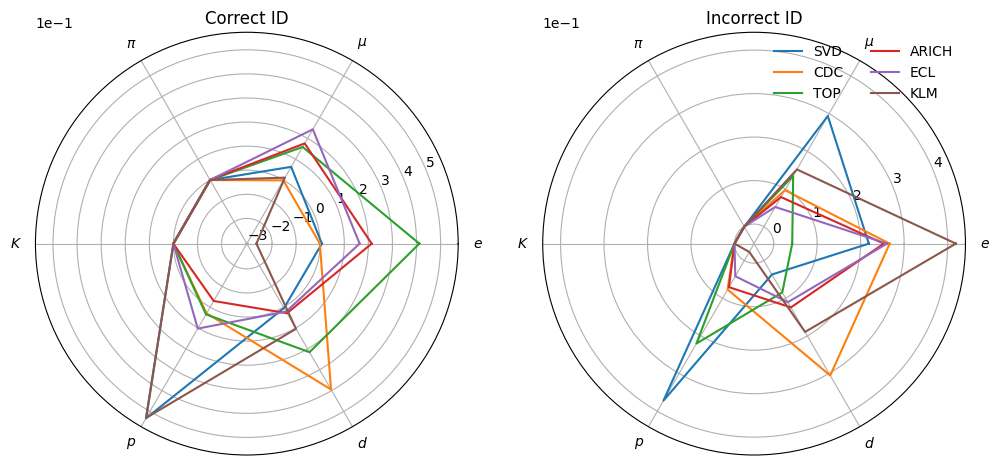 Correct ID
1e−1
e
μ
π
K
p
d
−3
−2
−1
0
1
2
3
4
5
Incorrect ID
1e−1
e
μ
π
K
p
d
0
1
2
3
4
SVD
CDC
TOP
ARICH
ECL
KLM